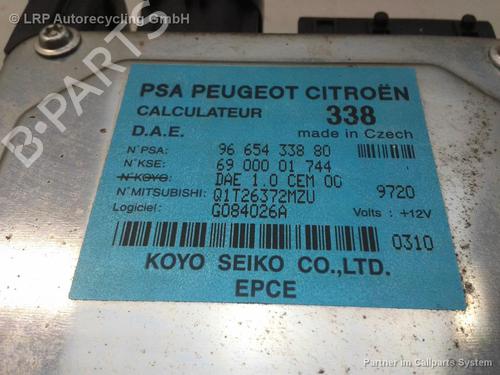 © LRP Autorecycling GmbH
PSA PEUGEOT CITROËN
CALCULATEUR 338
D.A.E. made in Czech
N°PSA: 96 654 338 80
N°KSE: 69 000 01 744
N°KOYO: DAE 1.0 CEM OG
N°MITSUBISHI: Q1T26372MZU 9720
Logiciel: G084026A Volts : +12V
0310
KOYO SEIKO CO.,LTD.
EPCE
Partner im Callparts System